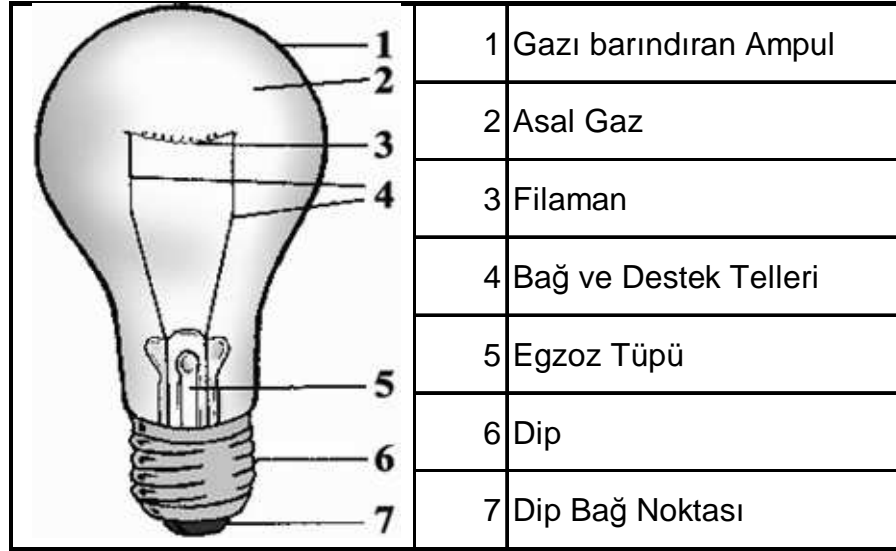 1
2
3
4
5
6
7
1 Gazı barındıran Ampul
2 Asal Gaz
3 Filaman
4 Bağ ve Destek Telleri
5 Egzoz Tüpü
6 Dip
7 Dip Bağ Noktası